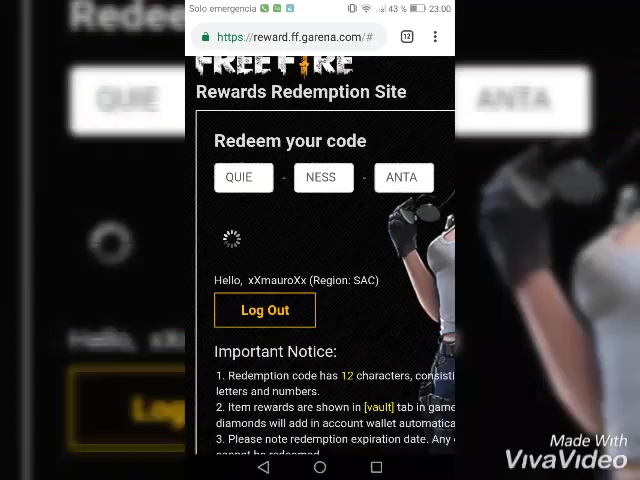 Solo emergencia 43 % 23:00
https://reward.ff.garena.com/# 12
FREE FIRE
Rewards Redemption Site
Redeem your code
QUIE - NESS - ANTA
Hello, xXmauroXx (Region: SAC)
Log Out
Important Notice:
1. Redemption code has 12 characters, consisti
letters and numbers.
2. Item rewards are shown in [vault] tab in game
diamonds will add in account wallet automatica
3. Please note redemption expiration date. Any
cannot be redeemed.
Made With
VivaVideo